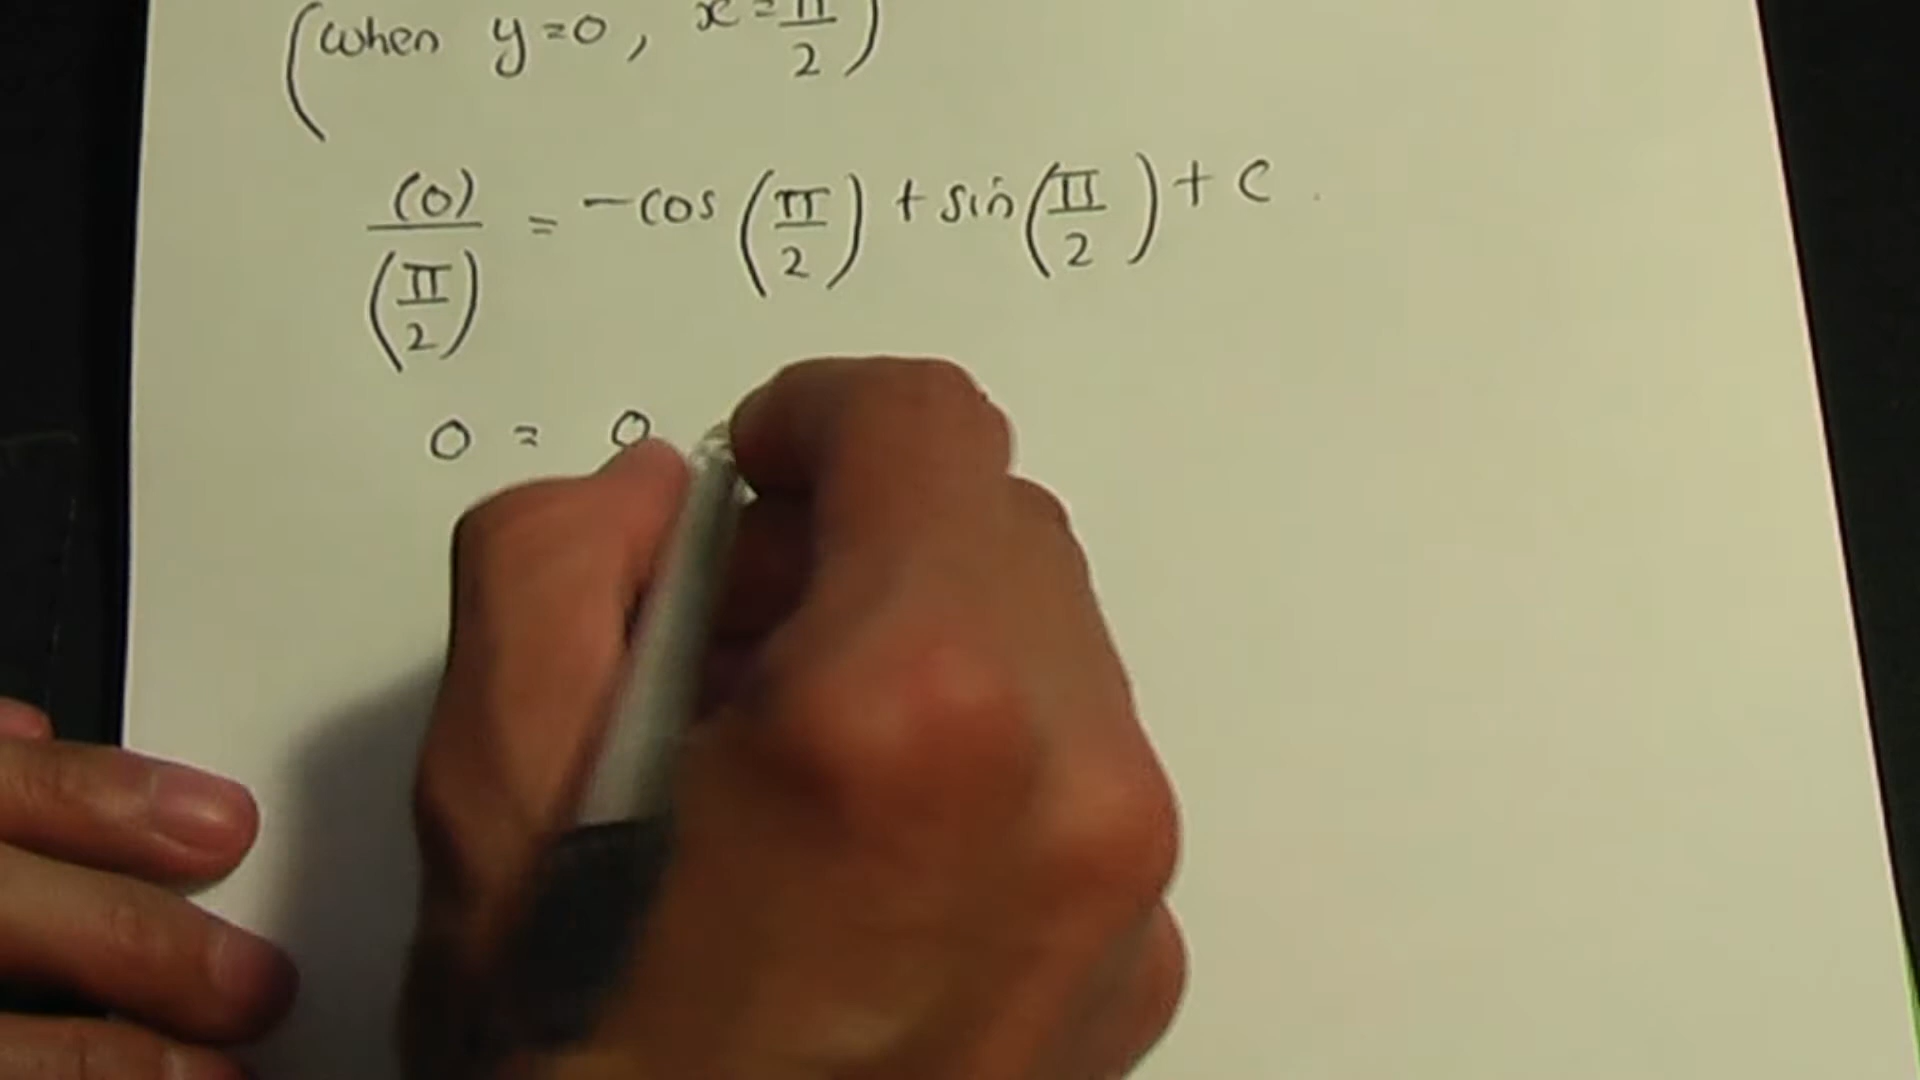 (when y=0, x=π/2)
(0)/(π/2) = -cos(π/2) + sin(π/2) + c
0 = 0